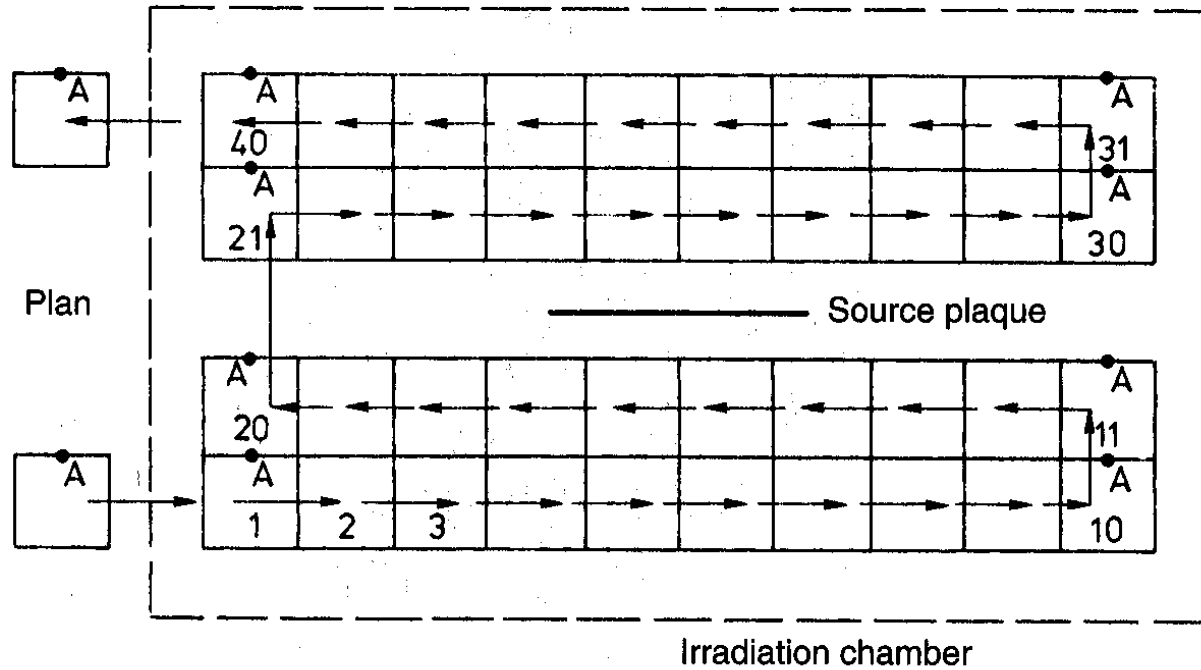 A A A
40 31
A A
21 30
Plan Source plaque
A A
20 11
A A A
1 2 3 10
Irradiation chamber